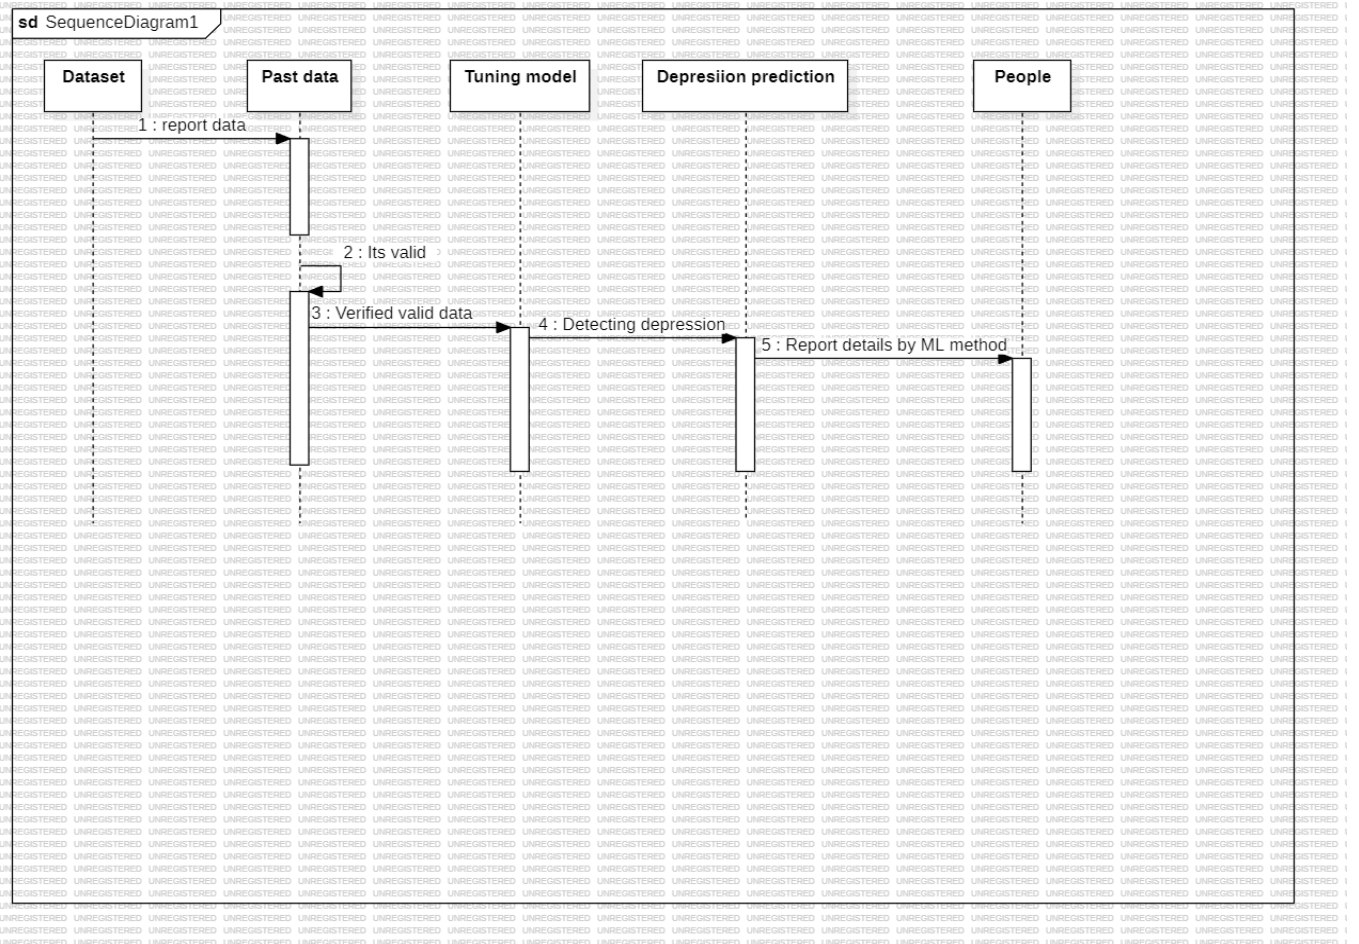 sd SequenceDiagram1
Dataset
Past data
Tuning model
Depresiion prediction
People
1 : report data
2 : Its valid
3 : Verified valid data
4 : Detecting depression
5 : Report details by ML method
UNREGISTERED